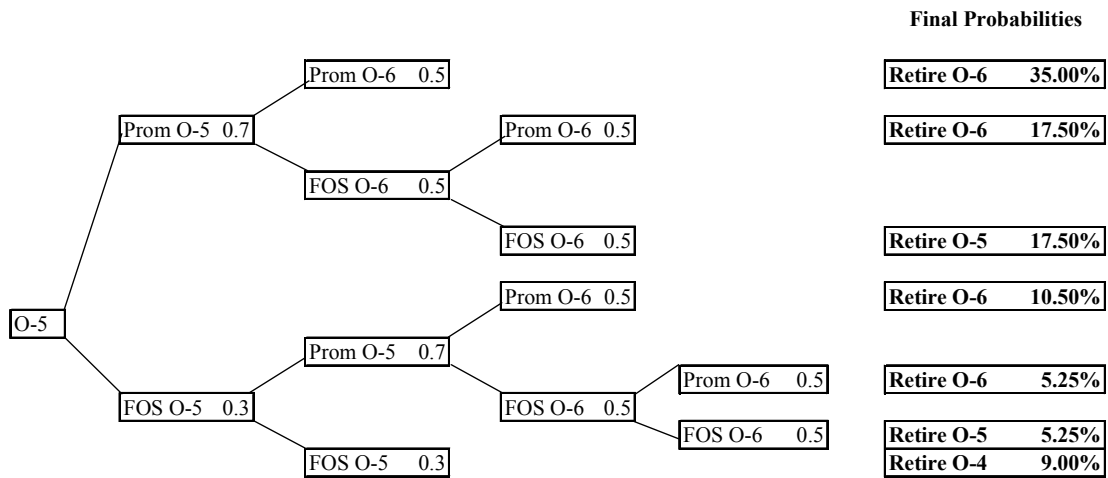 Final Probabilities
Prom O-6 0.5 Retire O-6 35.00%
Prom O-5 0.7 Prom O-6 0.5 Retire O-6 17.50%
FOS O-6 0.5
FOS O-6 0.5 Retire O-5 17.50%
Prom O-6 0.5 Retire O-6 10.50%
O-5
Prom O-5 0.7
Prom O-6 0.5 Retire O-6 5.25%
FOS O-5 0.3 FOS O-6 0.5
FOS O-6 0.5 Retire O-5 5.25%
FOS O-5 0.3 Retire O-4 9.00%